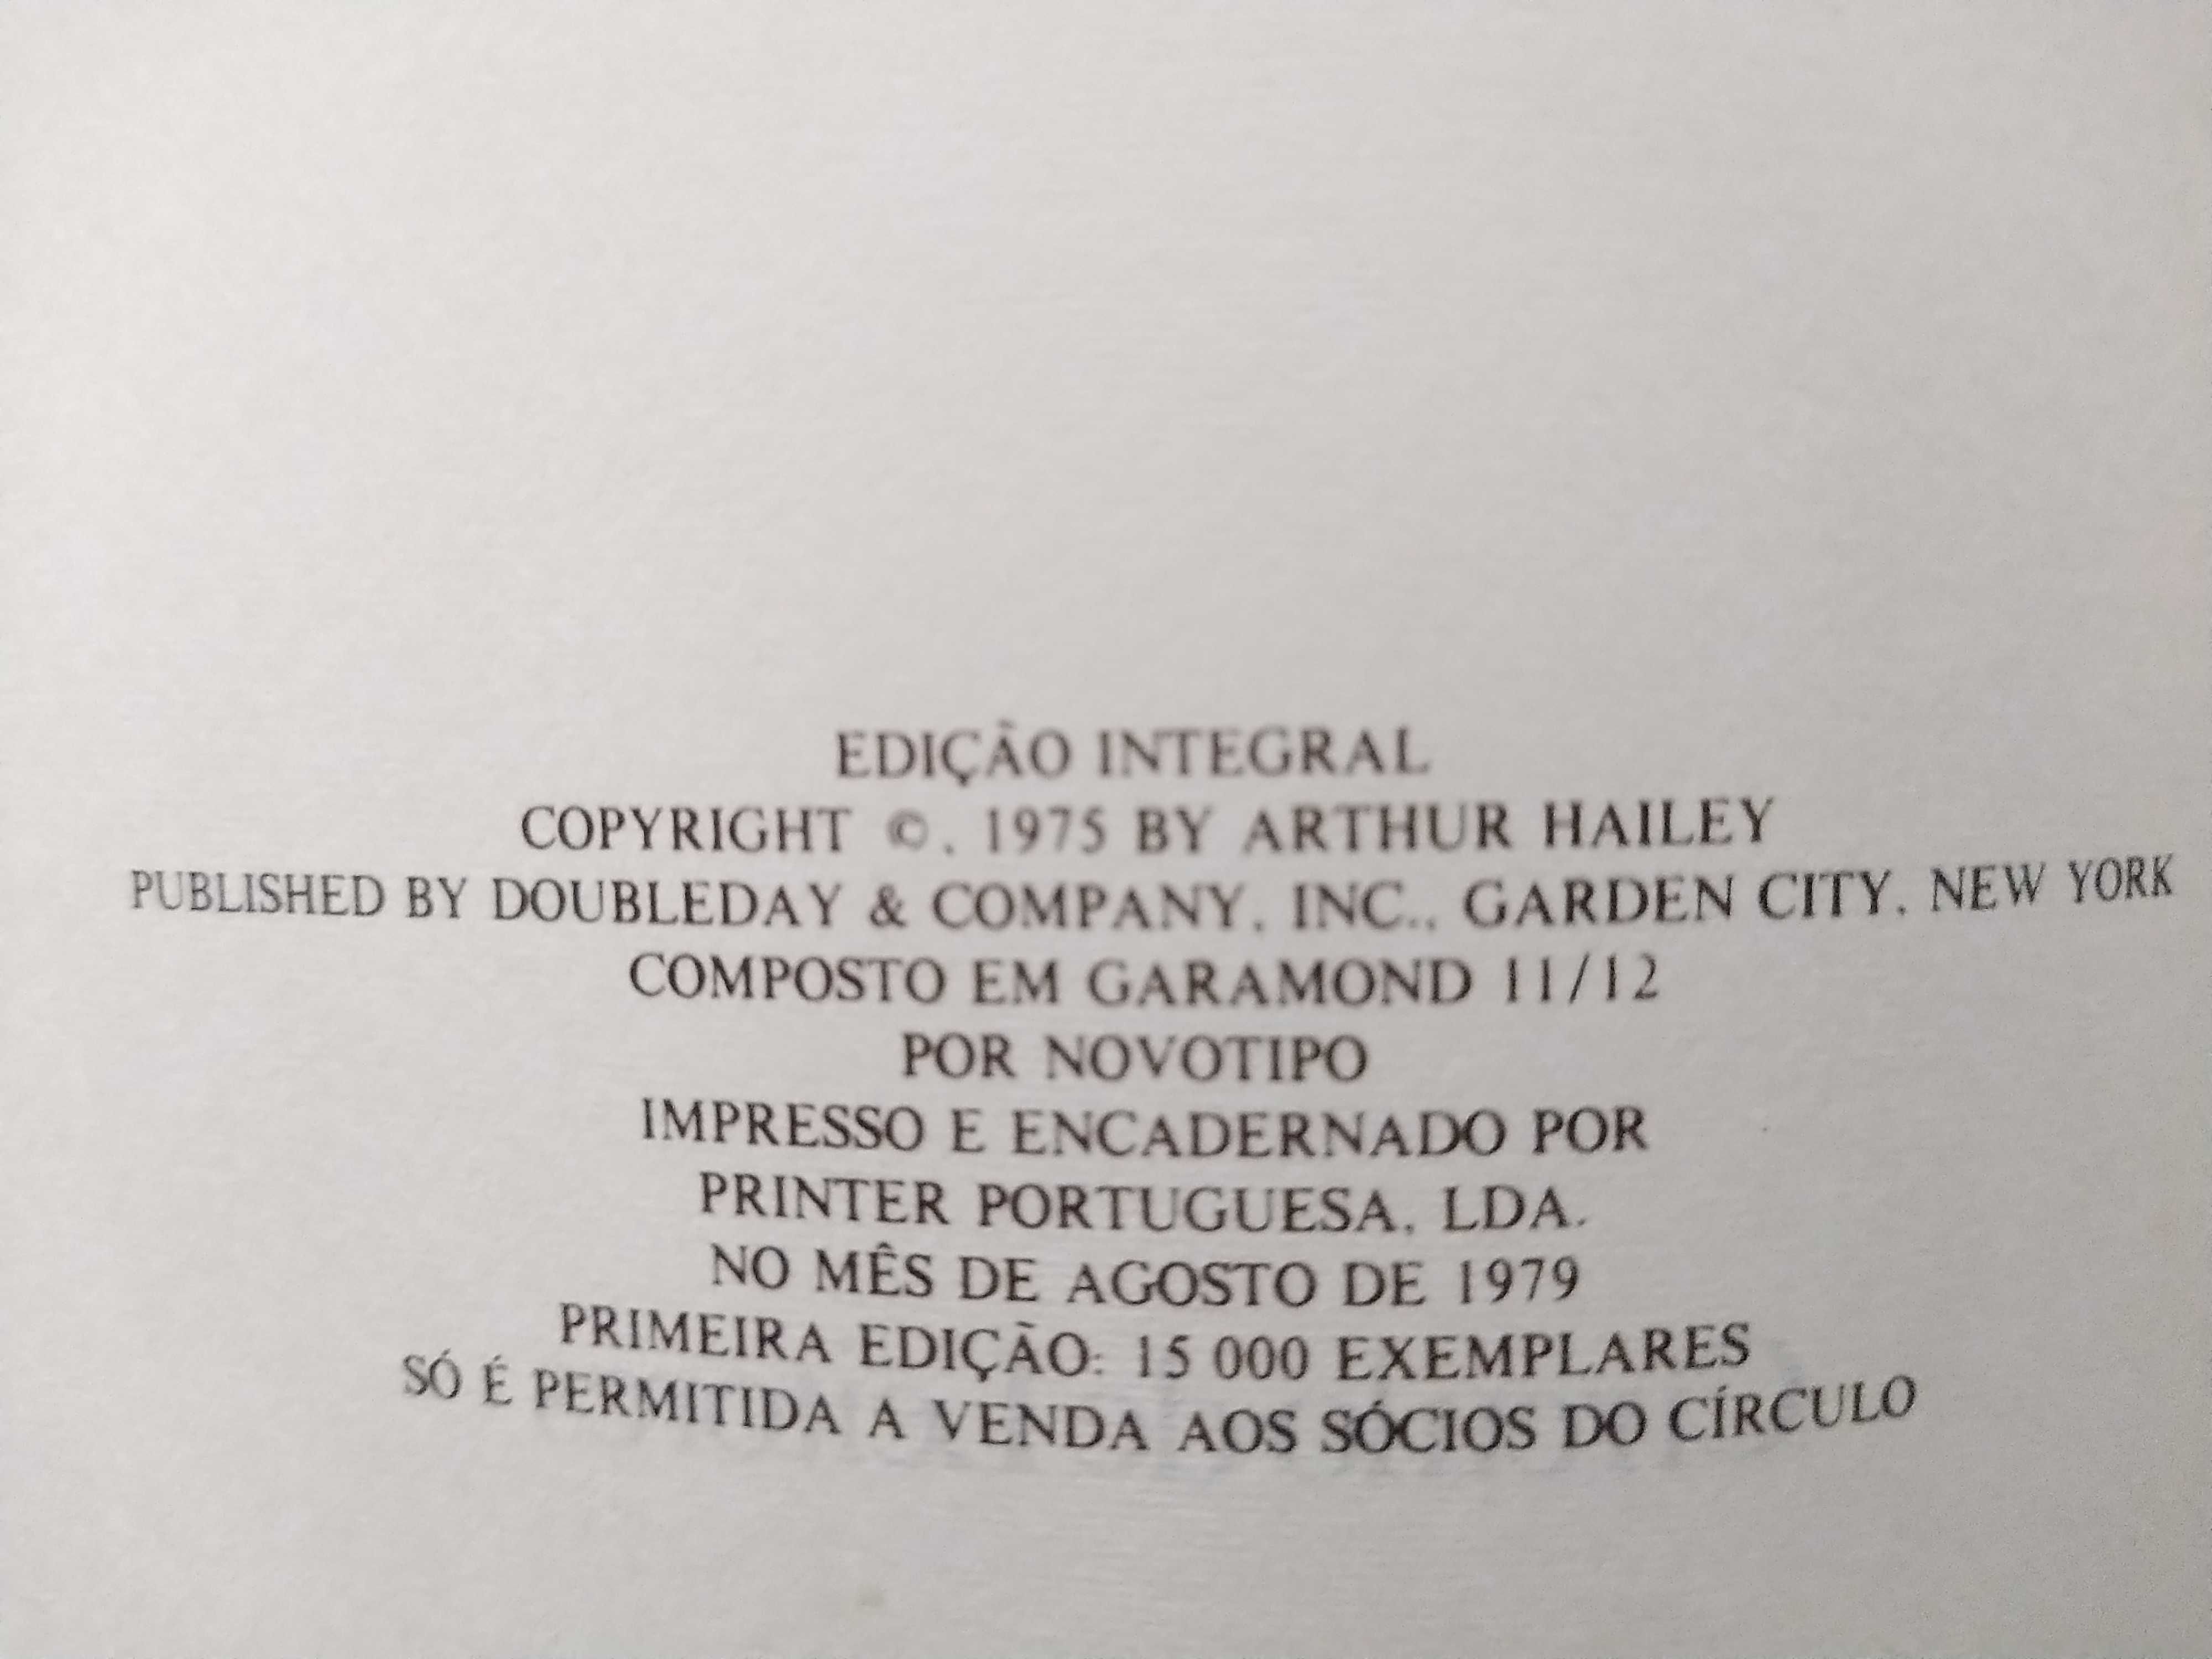 EDIÇÃO INTEGRAL
COPYRIGHT ©, 1975 BY ARTHUR HAILEY
PUBLISHED BY DOUBLEDAY & COMPANY, INC., GARDEN CITY, NEW YORK
COMPOSTO EM GARAMOND 11/12
POR NOVOTIPO
IMPRESSO E ENCADERNADO POR
PRINTER PORTUGUESA, LDA.
NO MÊS DE AGOSTO DE 1979
PRIMEIRA EDIÇÃO: 15 000 EXEMPLARES
SÓ É PERMITIDA A VENDA AOS SÓCIOS DO CÍRCULO